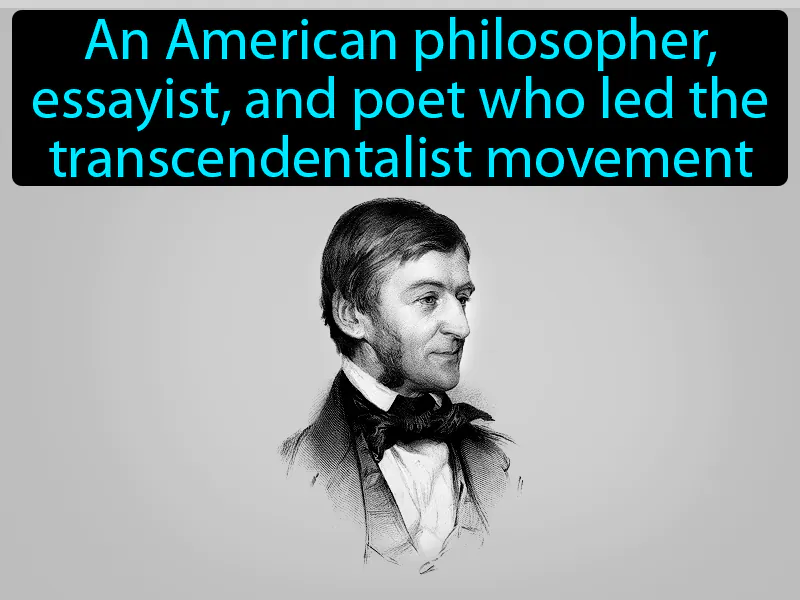 An American philosopher,
essayist, and poet who led the
transcendentalist movement